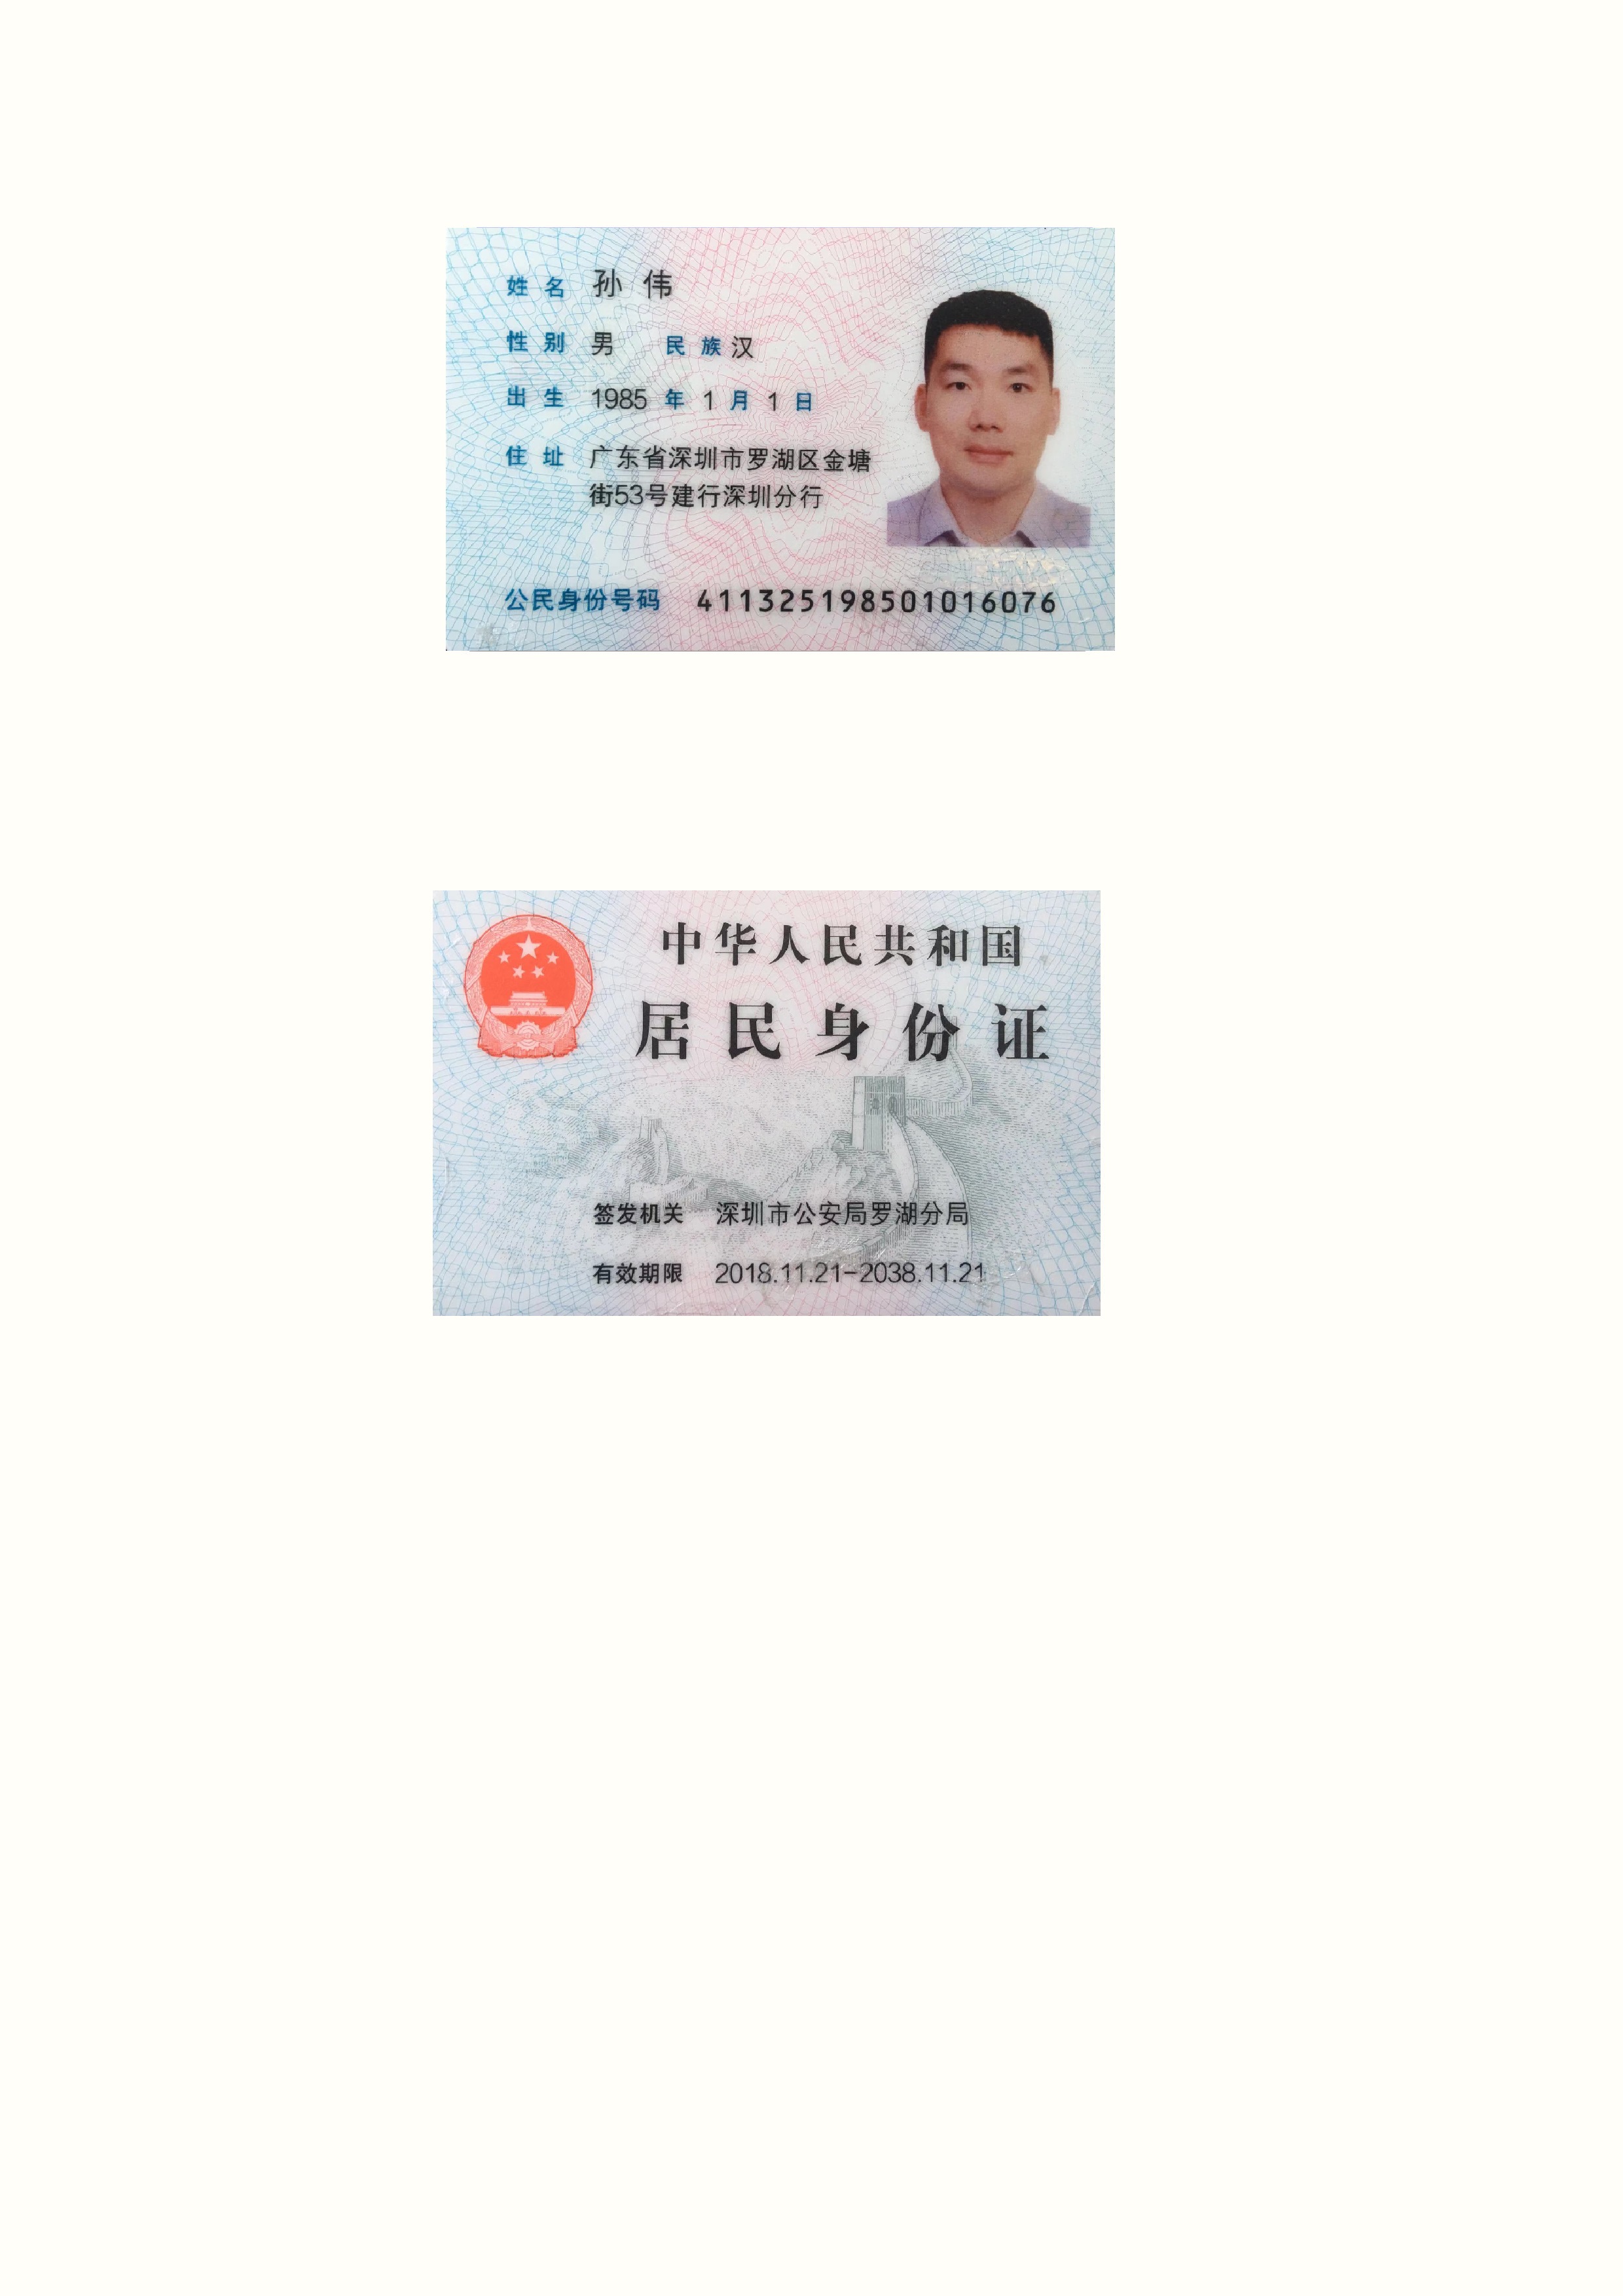 姓名 孙伟
性别 男 民族 汉
出生 1985 年 1 月 1 日
住址 广东省深圳市罗湖区金塘
街53号建行深圳分行
公民身份号码 411325198501016076
中华人民共和国
居民身份证
签发机关 深圳市公安局罗湖分局
有效期限 2018.11.21-2038.11.21